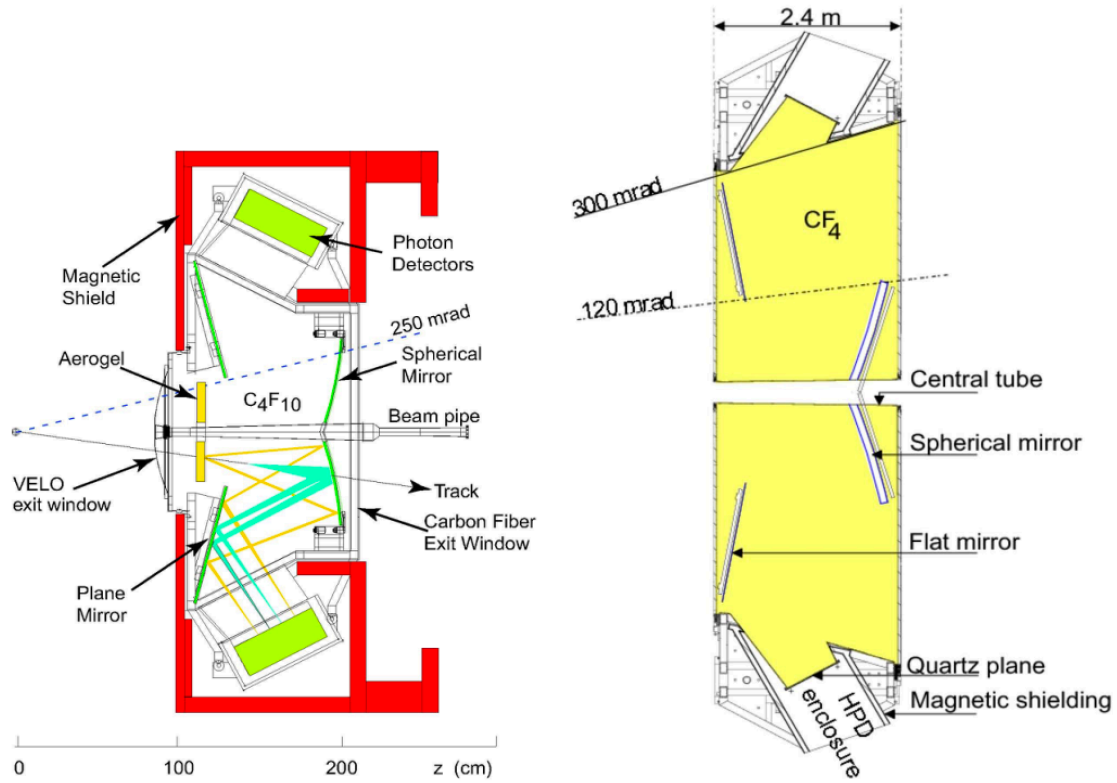 Magnetic
Shield
Photon
Detectors
250 mrad
Aerogel
C4F10
Spherical
Mirror
Beam pipe
VELO
exit window
Track
Carbon Fiber
Exit Window
Plane
Mirror
0
100
200
z (cm)
2.4 m
300 mrad
CF4
120 mrad
Central tube
Spherical mirror
Flat mirror
Quartz plane
Magnetic shielding
HPD
enclosure